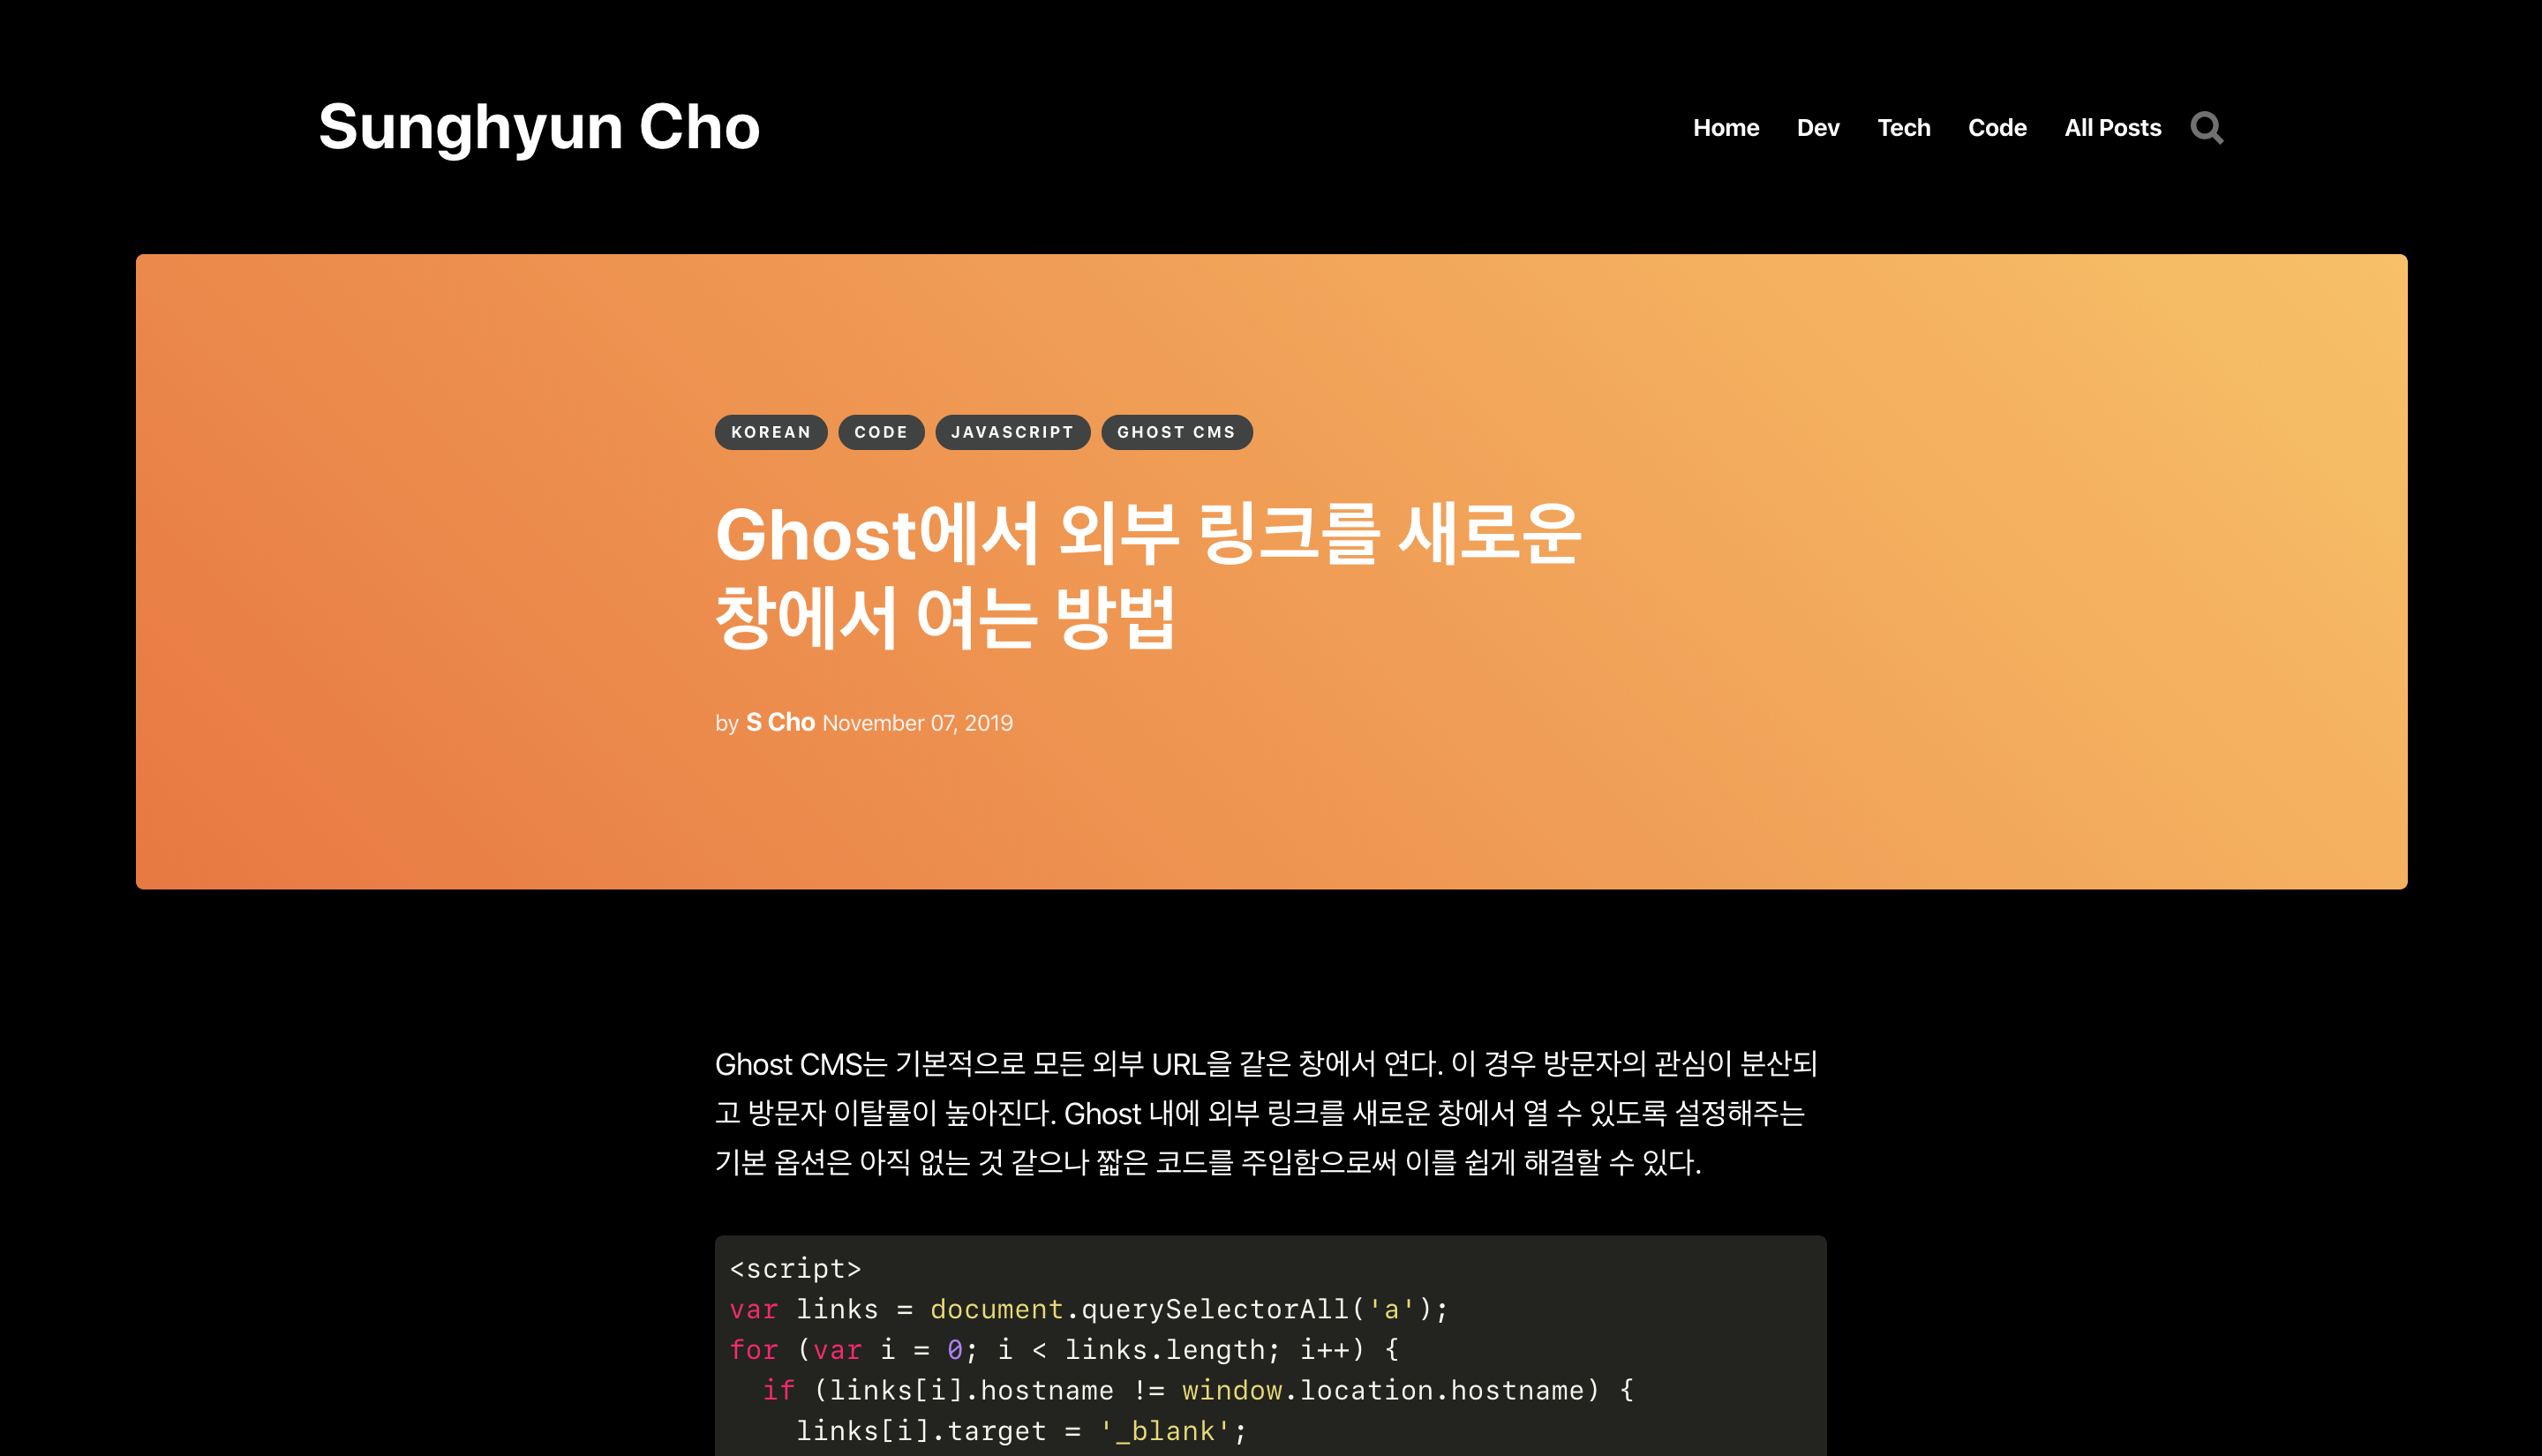 Sunghyun Cho
Home Dev Tech Code All Posts
KOREAN CODE JAVASCRIPT GHOST CMS
Ghost에서 외부 링크를 새로운
창에서 여는 방법
by S Cho November 07, 2019
Ghost CMS는 기본적으로 모든 외부 URL을 같은 창에서 연다. 이 경우 방문자의 관심이 분산되
고 방문자 이탈률이 높아진다. Ghost 내에 외부 링크를 새로운 창에서 열 수 있도록 설정해주는
기본 옵션은 아직 없는 것 같으나 짧은 코드를 주입함으로써 이를 쉽게 해결할 수 있다.
<script>
var links = document.querySelectorAll('a');
for (var i = 0; i < links.length; i++) {
  if (links[i].hostname != window.location.hostname) {
    links[i].target = '_blank';